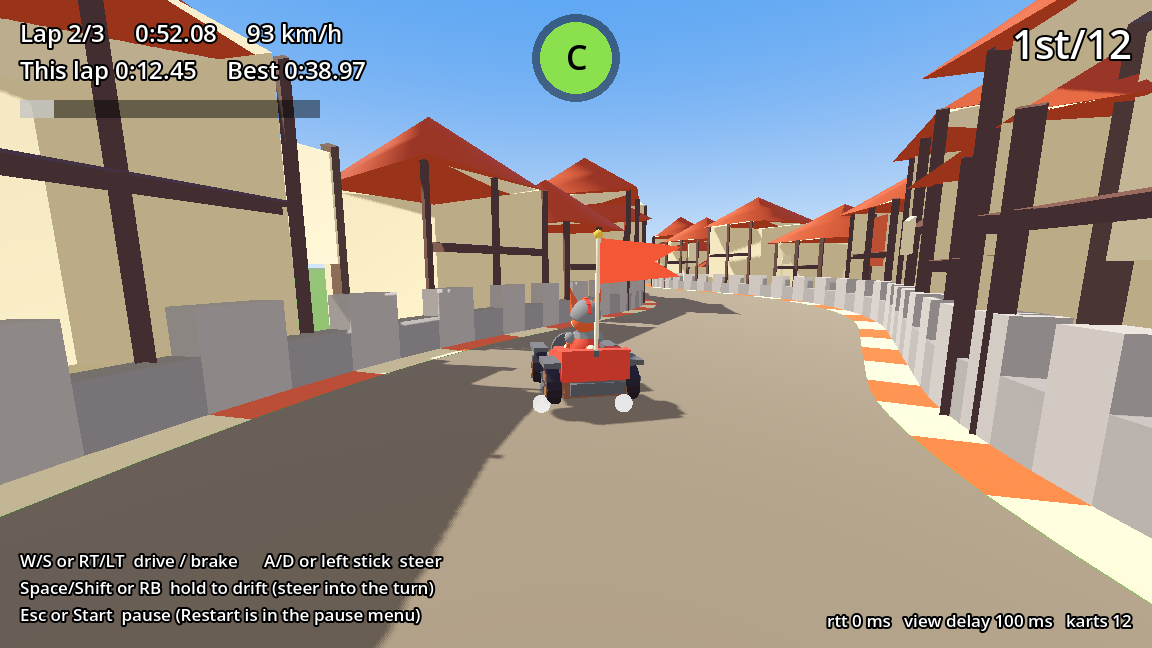 Lap 2/3 0:52.08 93 km/h
This lap 0:12.45 Best 0:38.97
C
1st/12
W/S or RT/LT drive / brake A/D or left stick steer
Space/Shift or RB hold to drift (steer into the turn)
Esc or Start pause (Restart is in the pause menu)
rtt 0 ms view delay 100 ms karts 12